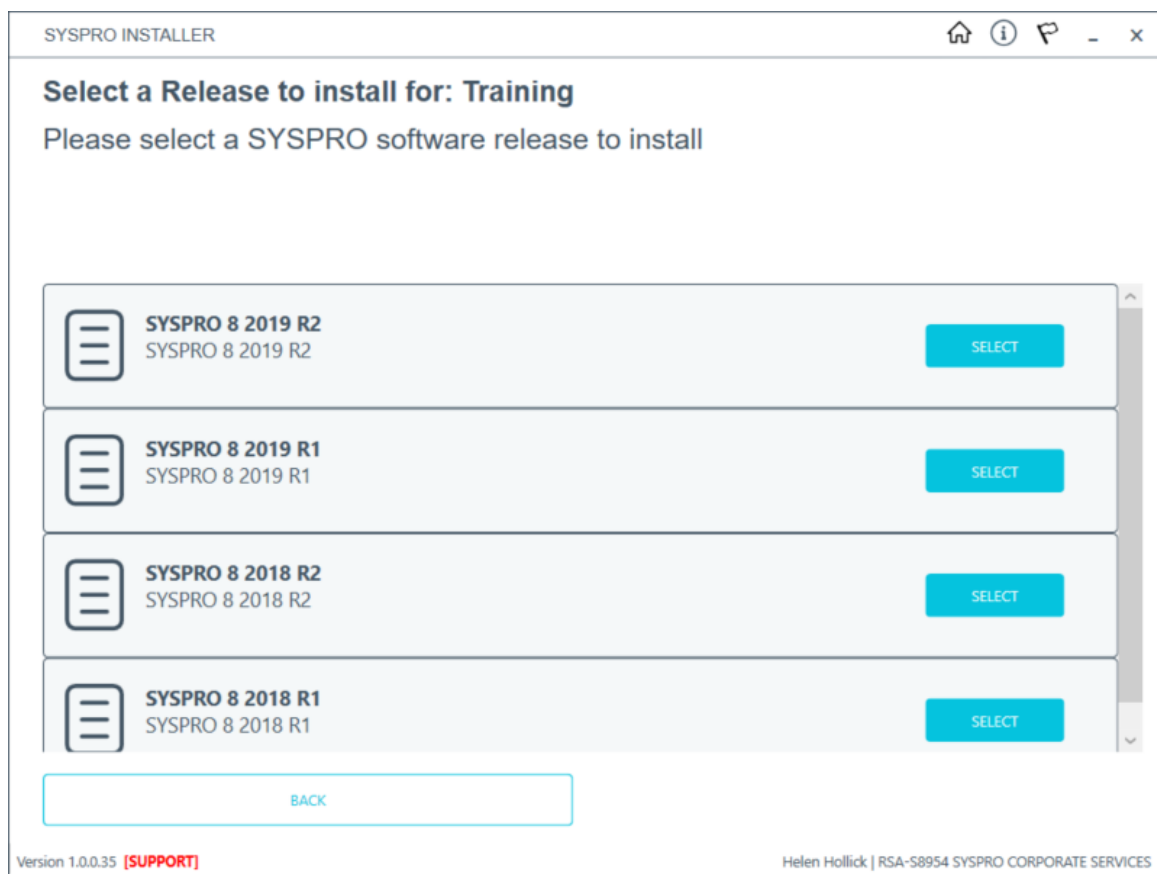 SYSPRO INSTALLER
Select a Release to install for: Training
Please select a SYSPRO software release to install
SYSPRO 8 2019 R2
SYSPRO 8 2019 R2
SELECT
SYSPRO 8 2019 R1
SYSPRO 8 2019 R1
SELECT
SYSPRO 8 2018 R2
SYSPRO 8 2018 R2
SELECT
SYSPRO 8 2018 R1
SYSPRO 8 2018 R1
SELECT
BACK
Version 1.0.0.35 [SUPPORT]
Helen Hollick | RSA-S8954 SYSPRO CORPORATE SERVICES